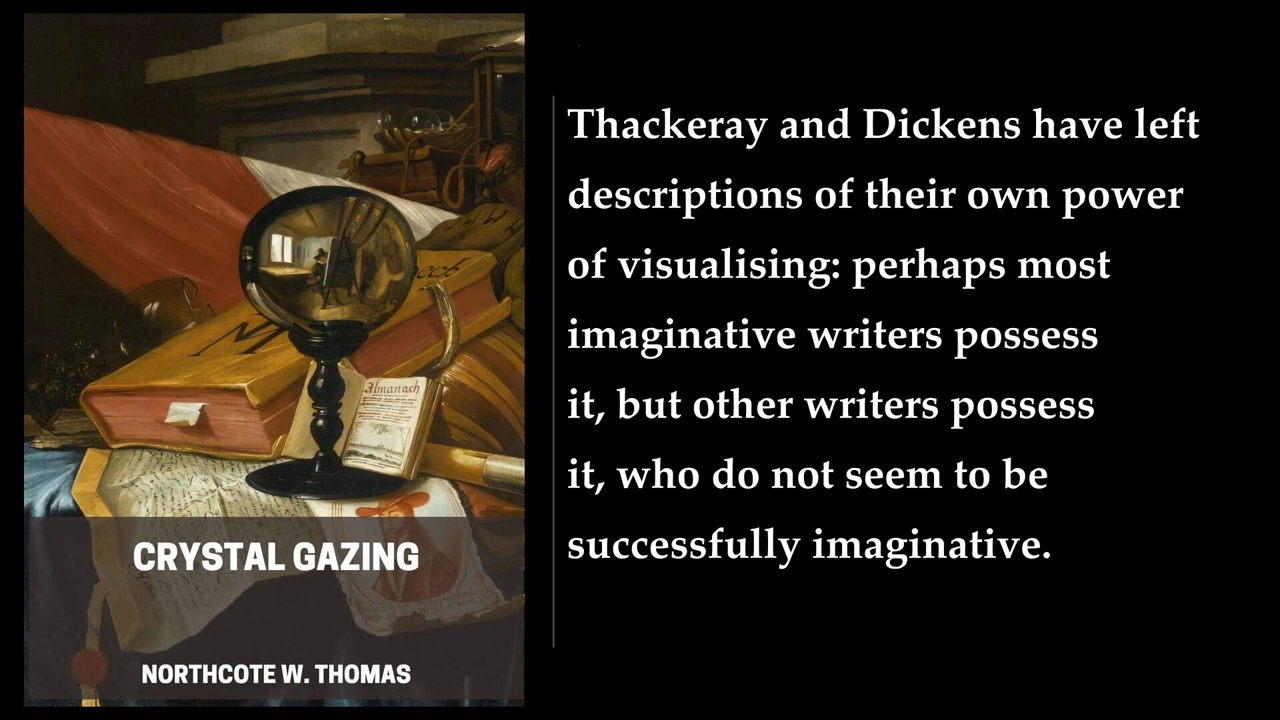 Almanach
M
CRYSTAL GAZING
NORTHCOTE W. THOMAS
Thackeray and Dickens have left
descriptions of their own power
of visualising: perhaps most
imaginative writers possess
it, but other writers possess
it, who do not seem to be
successfully imaginative.